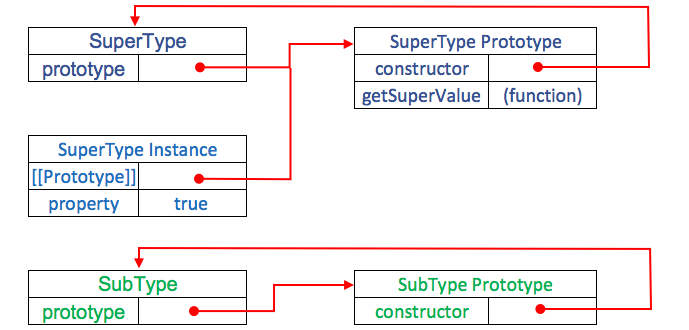 SuperType
prototype
SuperType Prototype
constructor
getSuperValue (function)
SuperType Instance
[[Prototype]]
property true
SubType
prototype
SubType Prototype
constructor